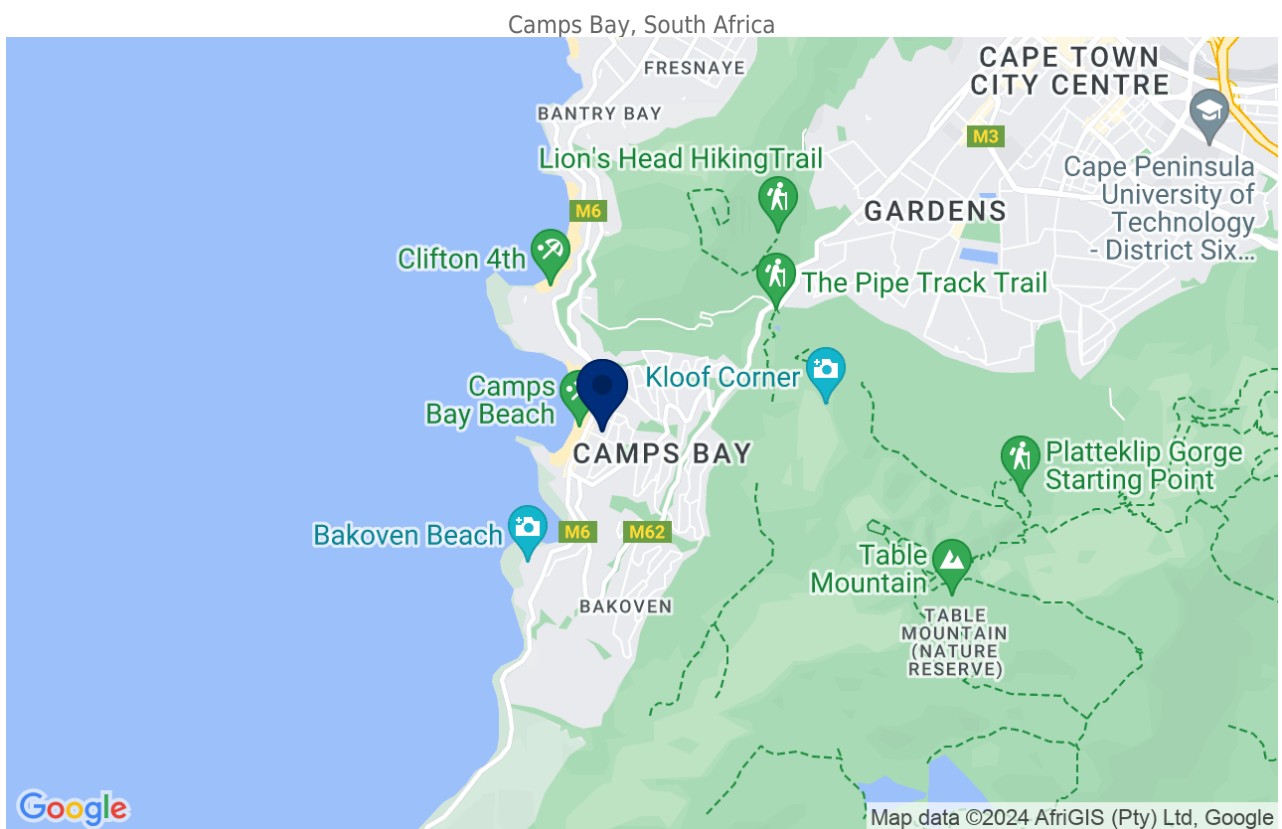 Camps Bay, South Africa
FRESNAYE
CAPE TOWN
CITY CENTRE
BANTRY BAY
M3
Lion's Head HikingTrail
Cape Peninsula
University of
Technology
- District Six...
M6
GARDENS
Clifton 4th
The Pipe Track Trail
Kloof Corner
Camps
Bay Beach
CAMPS BAY
Platteklip Gorge
Starting Point
Bakoven Beach
M6
M62
Table
Mountain
BAKOVEN
TABLE
MOUNTAIN
(NATURE
RESERVE)
Google
Map data ©2024 AfriGIS (Pty) Ltd, Google